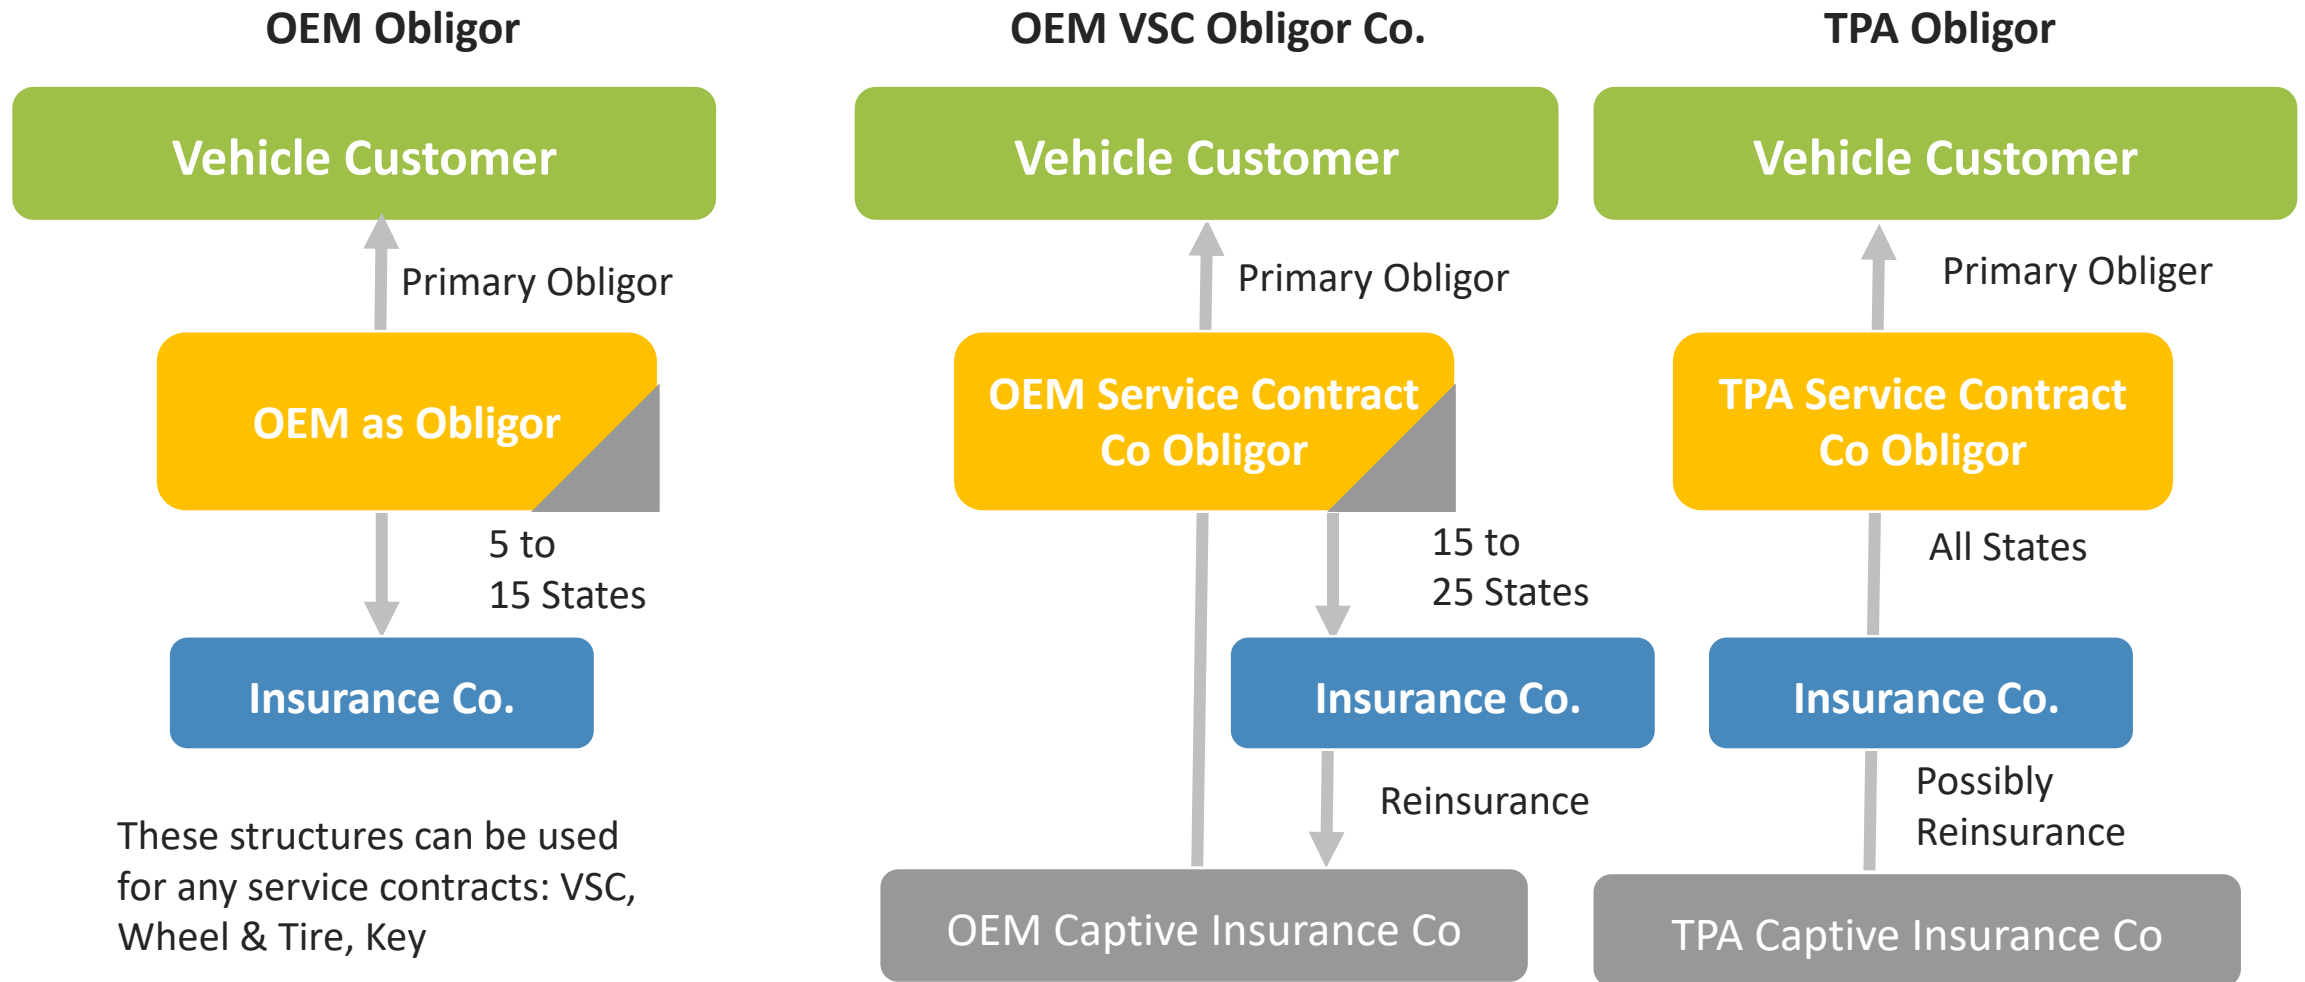 OEM Obligor
Vehicle Customer
Primary Obligor
OEM as Obligor
5 to
15 States
Insurance Co.
These structures can be used
for any service contracts: VSC,
Wheel & Tire, Key
OEM VSC Obligor Co.
Vehicle Customer
Primary Obligor
OEM Service Contract
Co Obligor
15 to
25 States
Insurance Co.
Reinsurance
OEM Captive Insurance Co
TPA Obligor
Vehicle Customer
Primary Obliger
TPA Service Contract
Co Obligor
All States
Insurance Co.
Possibly
Reinsurance
TPA Captive Insurance Co